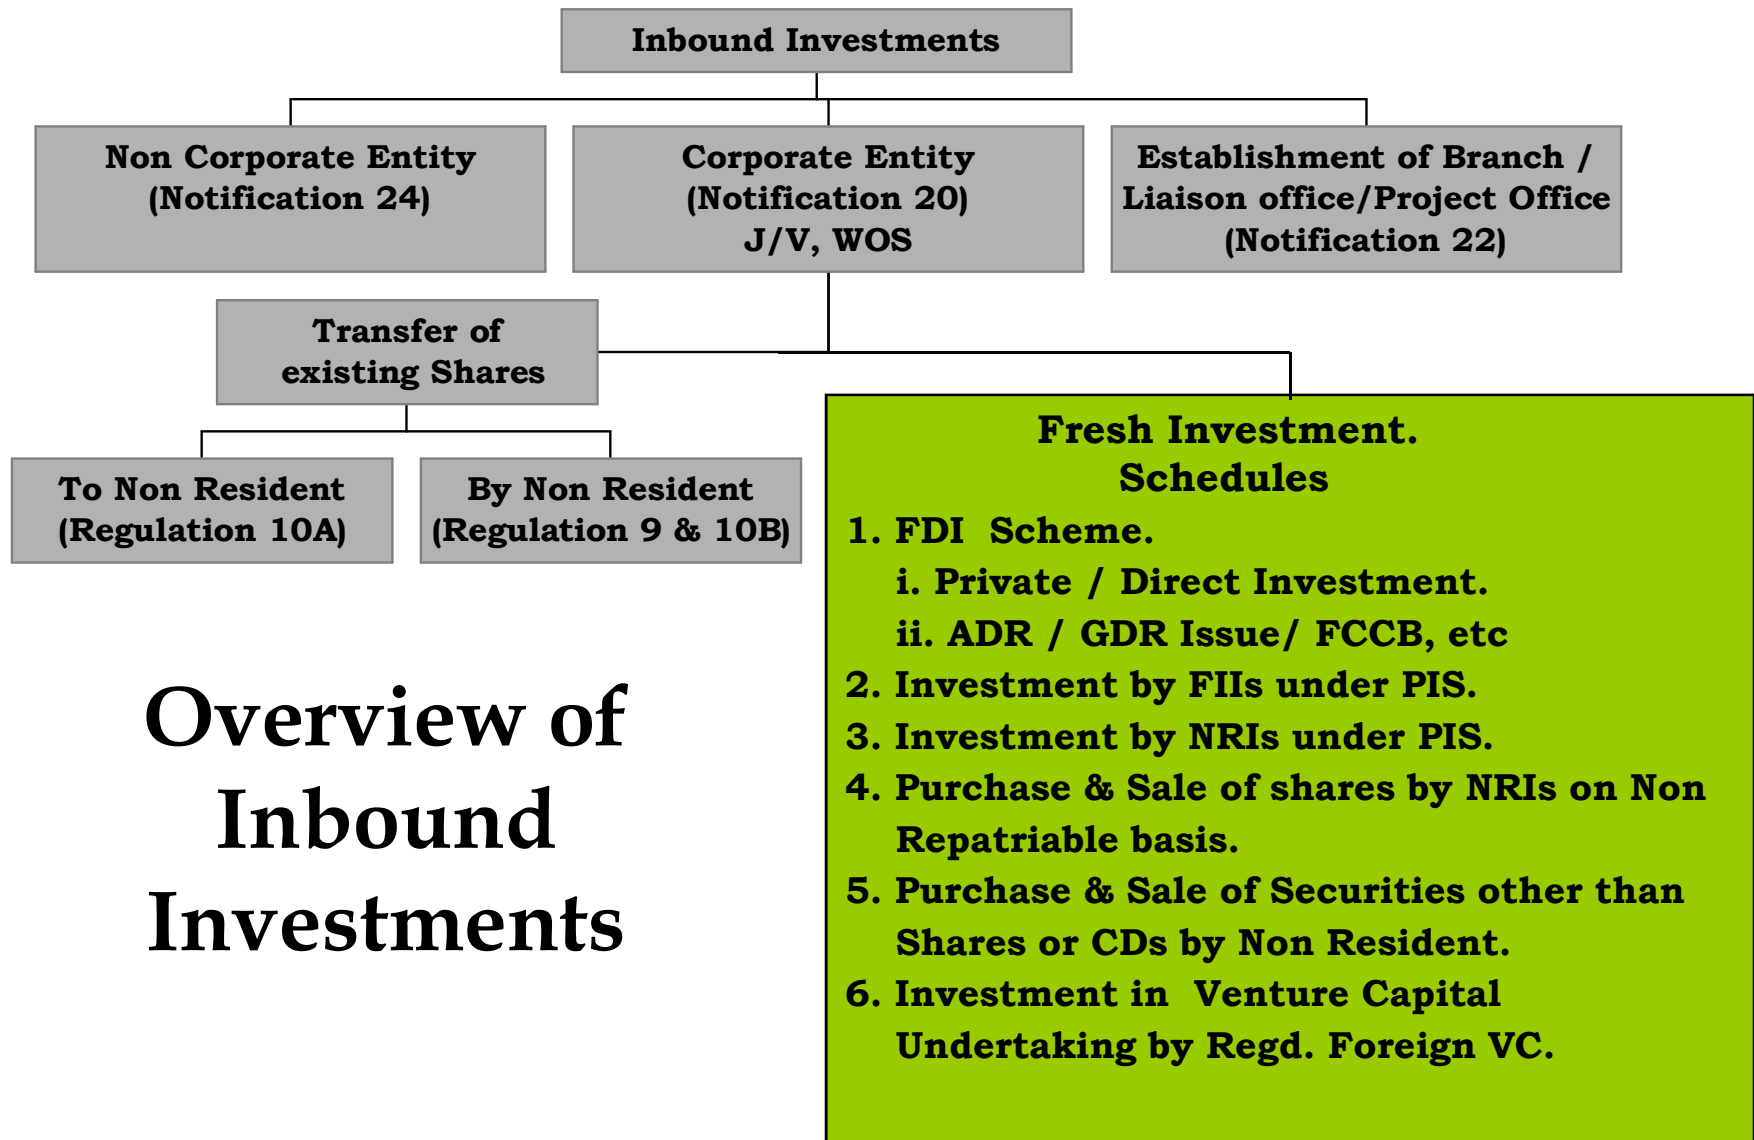 Inbound Investments
Non Corporate Entity
(Notification 24)
Corporate Entity
(Notification 20)
J/V, WOS
Establishment of Branch /
Liaison office/Project Office
(Notification 22)
Transfer of
existing Shares
To Non Resident
(Regulation 10A)
By Non Resident
(Regulation 9 & 10B)
Fresh Investment.
Schedules
1. FDI Scheme.
i. Private / Direct Investment.
ii. ADR / GDR Issue/ FCCB, etc
2. Investment by FIIs under PIS.
3. Investment by NRIs under PIS.
4. Purchase & Sale of shares by NRIs on Non
Repatriable basis.
5. Purchase & Sale of Securities other than
Shares or CDs by Non Resident.
6. Investment in Venture Capital
Undertaking by Regd. Foreign VC.
Overview of
Inbound
Investments